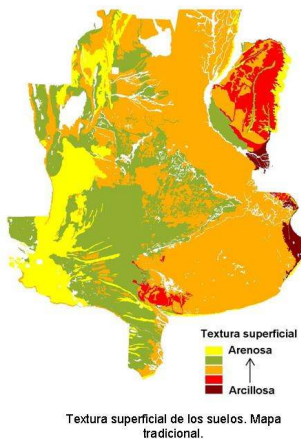 Textura superficial
Arenosa
Arcillosa
Textura superficial de los suelos. Mapa
tradicional.